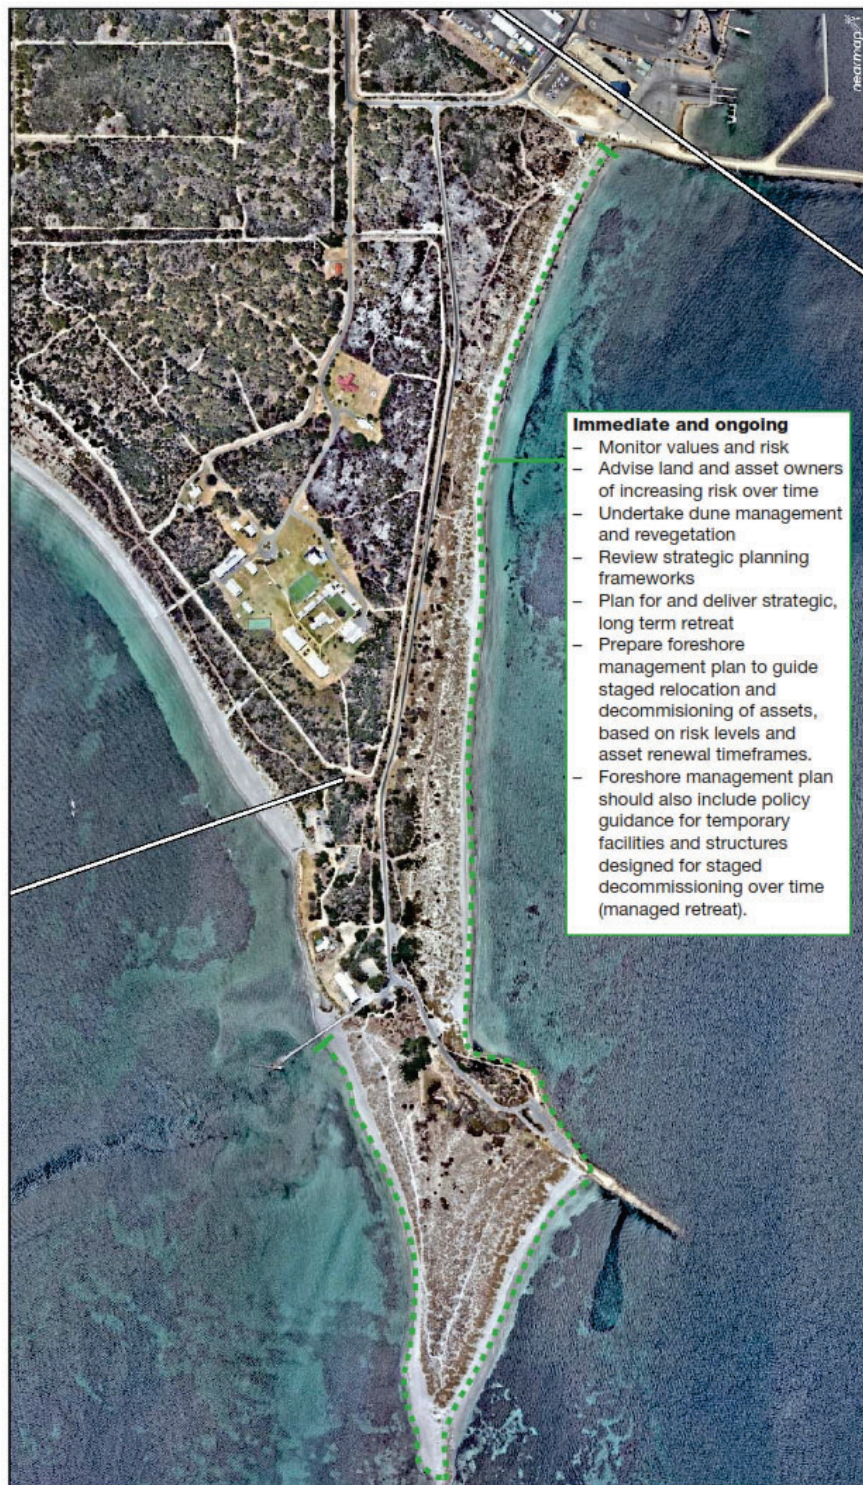 nearmap
Immediate and ongoing
– Monitor values and risk
– Advise land and asset owners
of increasing risk over time
– Undertake dune management
and revegetation
– Review strategic planning
frameworks
– Plan for and deliver strategic,
long term retreat
– Prepare foreshore
management plan to guide
staged relocation and
decommisioning of assets,
based on risk levels and
asset renewal timeframes.
– Foreshore management plan
should also include policy
guidance for temporary
facilities and structures
designed for staged
decommissioning over time
(managed retreat).